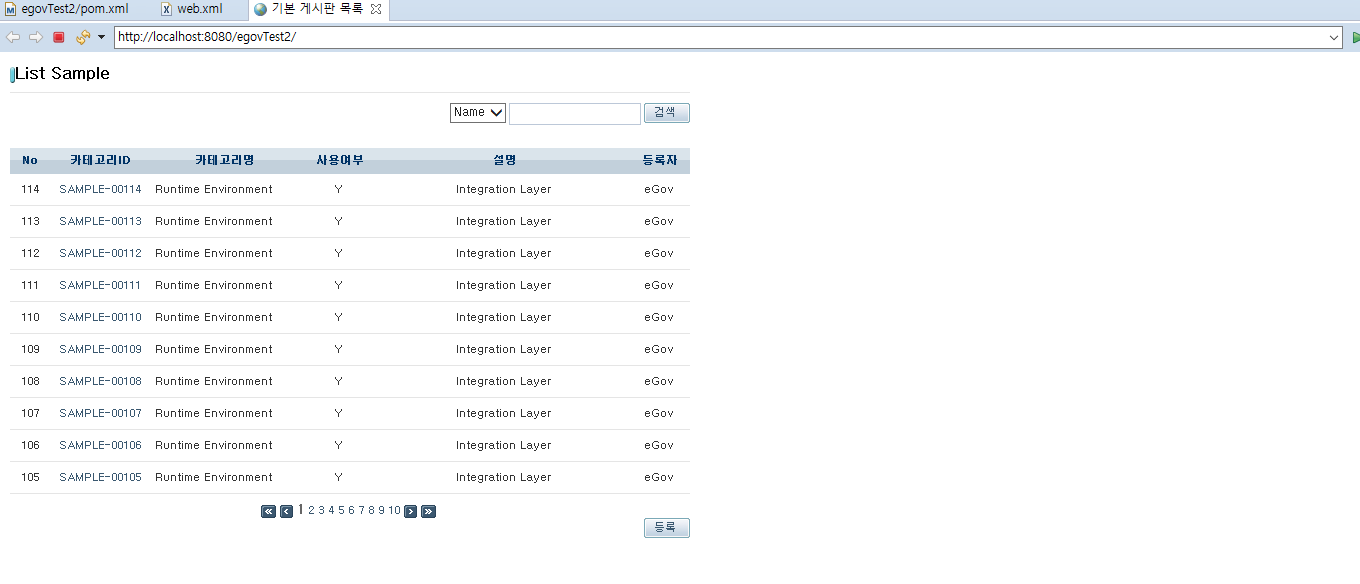 egovTest2/pom.xml web.xml 기본 게시판 목록
http://localhost:8080/egovTest2/
List Sample
Name 검색
No 카테고리ID 카테고리명 사용여부 설명 등록자
114 SAMPLE-00114 Runtime Environment Y Integration Layer eGov
113 SAMPLE-00113 Runtime Environment Y Integration Layer eGov
112 SAMPLE-00112 Runtime Environment Y Integration Layer eGov
111 SAMPLE-00111 Runtime Environment Y Integration Layer eGov
110 SAMPLE-00110 Runtime Environment Y Integration Layer eGov
109 SAMPLE-00109 Runtime Environment Y Integration Layer eGov
108 SAMPLE-00108 Runtime Environment Y Integration Layer eGov
107 SAMPLE-00107 Runtime Environment Y Integration Layer eGov
106 SAMPLE-00106 Runtime Environment Y Integration Layer eGov
105 SAMPLE-00105 Runtime Environment Y Integration Layer eGov
1 2 3 4 5 6 7 8 9 10
등록